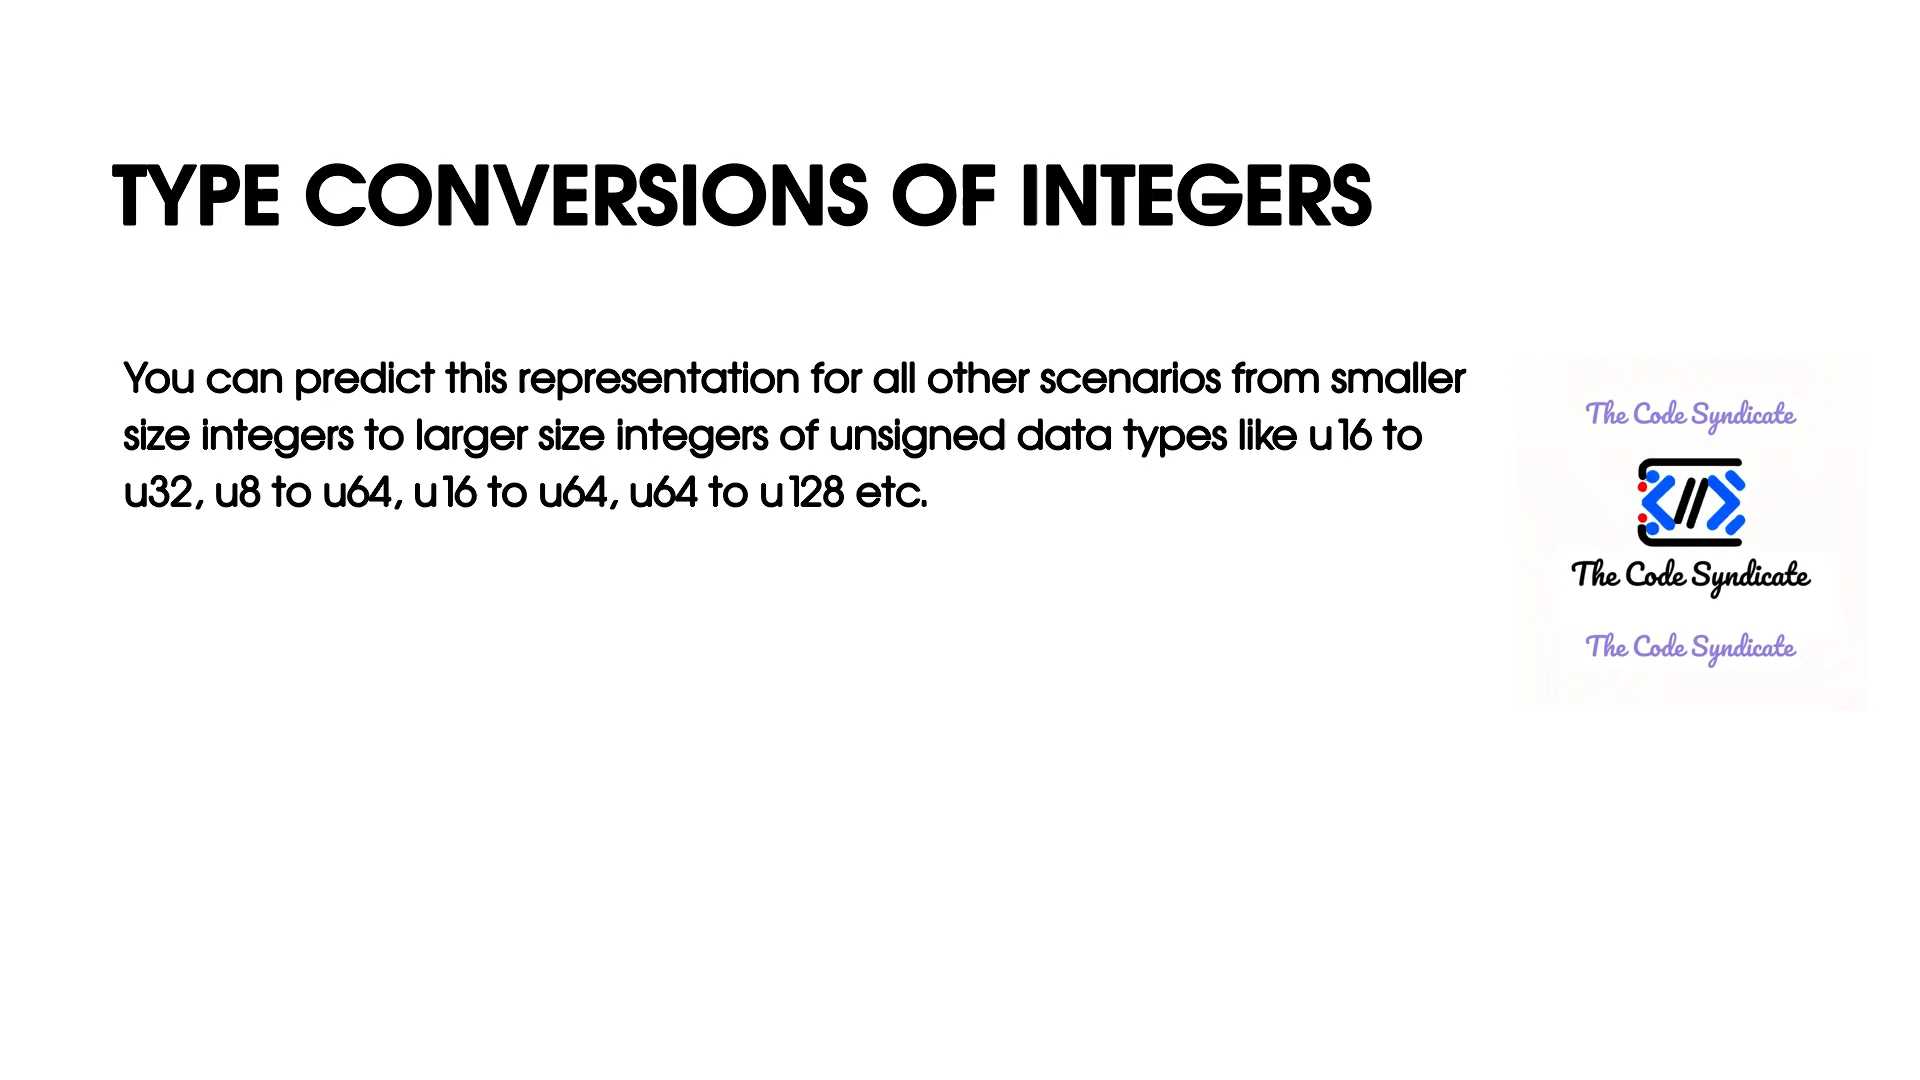 TYPE CONVERSIONS OF INTEGERS
You can predict this representation for all other scenarios from smaller
size integers to larger size integers of unsigned data types like u16 to
u32, u8 to u64, u16 to u64, u64 to u128 etc.
The Code Syndicate
The Code Syndicate
The Code Syndicate